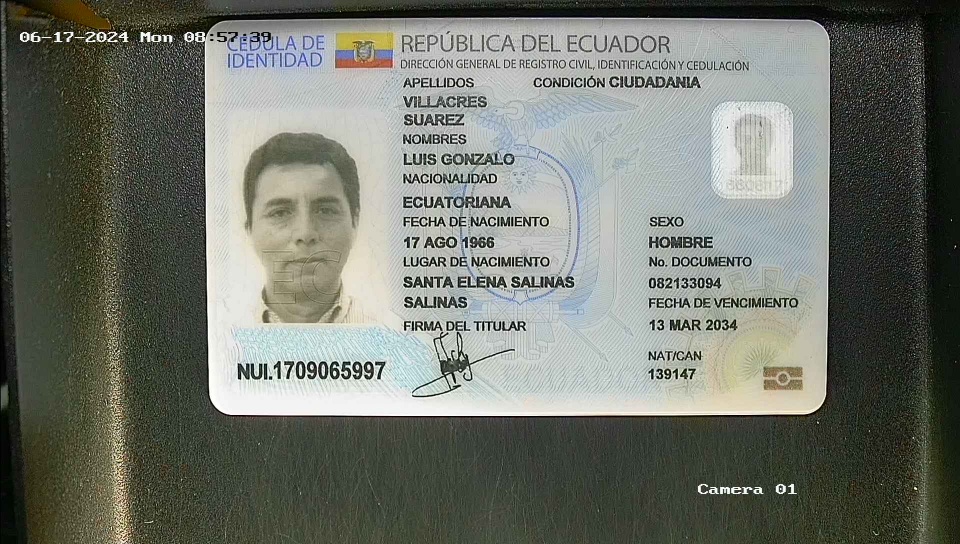 06-17-2024 Mon 08:57:39
CÉDULA DE
IDENTIDAD
REPÚBLICA DEL ECUADOR
DIRECCIÓN GENERAL DE REGISTRO CIVIL, IDENTIFICACIÓN Y CEDULACIÓN
APELLIDOS
CONDICIÓN CIUDADANIA
VILLACRES
SUAREZ
NOMBRES
LUIS GONZALO
NACIONALIDAD
ECUATORIANA
FECHA DE NACIMIENTO
17 AGO 1966
LUGAR DE NACIMIENTO
SANTA ELENA SALINAS
SALINAS
FIRMA DEL TITULAR
SEXO
HOMBRE
No. DOCUMENTO
082133094
FECHA DE VENCIMIENTO
13 MAR 2034
NAT/CAN
139147
EC
NUI.1709065997
Camera 01